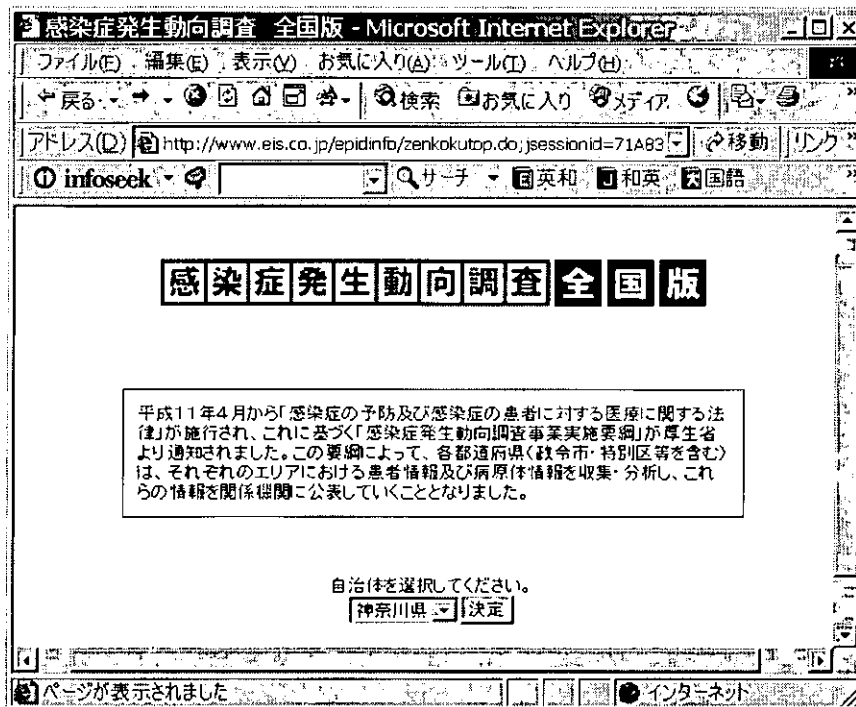 感染症発生動向調査 全国版 - Microsoft Internet Explorer
ファイル(F) 編集(E) 表示(V) お気に入り(A) ツール(T) ヘルプ(H)
戻る 検索 お気に入り メディア
アドレス(D) http://www.eis.co.jp/epidinfo/zenkokutop.do;jsessionid=71A83 移動 リンク
infoseek サーチ 英和 和英 国語
感染症発生動向調査全国版
平成11年4月から「感染症の予防及び感染症の患者に対する医療に関する法
律」が施行され、これに基づく「感染症発生動向調査事業実施要綱」が厚生省
より通知されました。この要綱によって、各都道府県(政令市・特別区等を含む)
は、それぞれのエリアにおける患者情報及び病原体情報を収集・分析し、これ
らの情報を関係機関に公表していくこととなりました。
自治体を選択してください。
神奈川県 決定
ページが表示されました インターネット